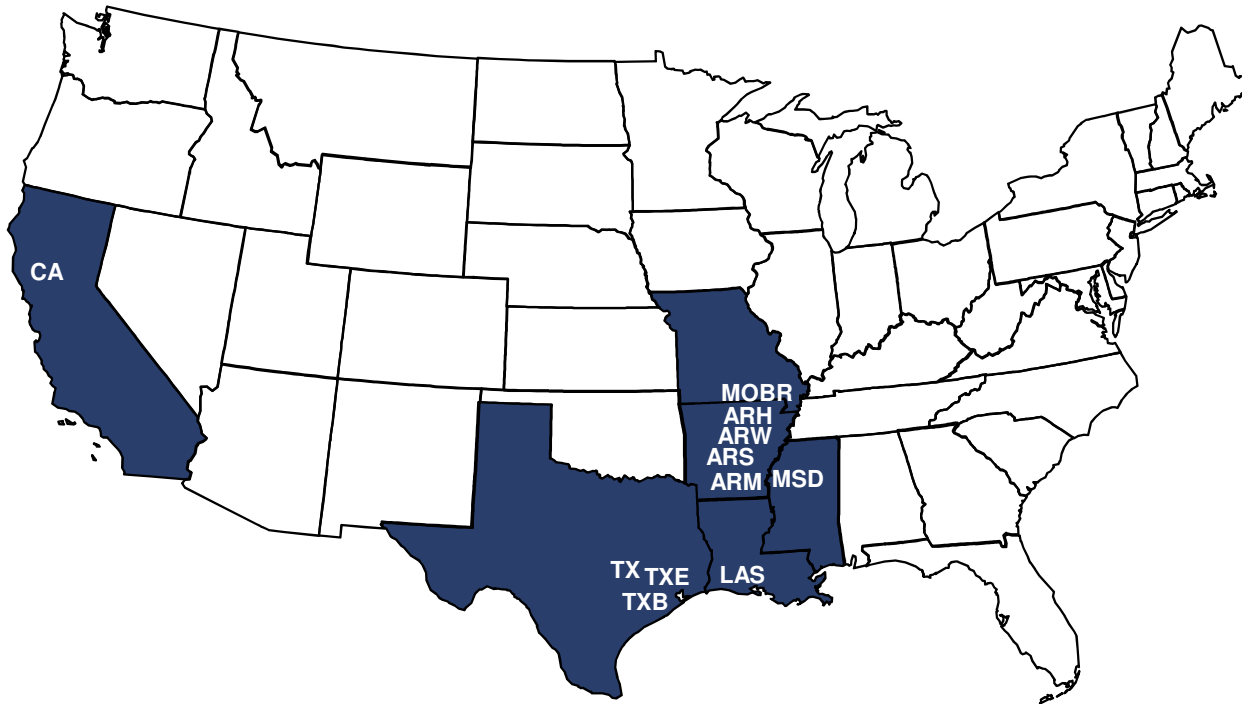 CA
MOBR
ARH
ARW
ARS
ARM MSD
TX TXE LAS
TXB